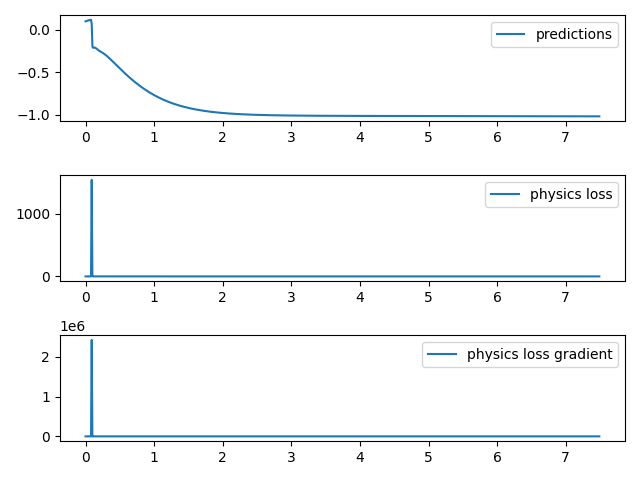 0.0
predictions
−0.5
−1.0
0 1 2 3 4 5 6 7
physics loss
1000
0
0 1 2 3 4 5 6 7
1e6
physics loss gradient
2
1
0
0 1 2 3 4 5 6 7